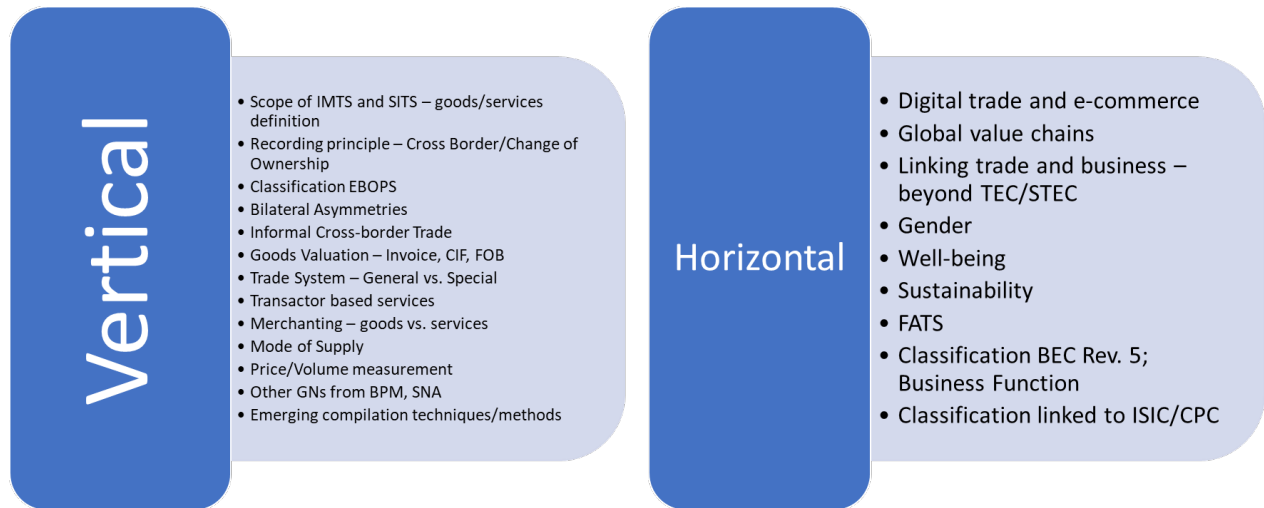 Vertical
• Scope of IMTS and SITS – goods/services
definition
• Recording principle – Cross Border/Change of
Ownership
• Classification EBOPS
• Bilateral Asymmetries
• Informal Cross-border Trade
• Goods Valuation – Invoice, CIF, FOB
• Trade System – General vs. Special
• Transactor based services
• Merchanting – goods vs. services
• Mode of Supply
• Price/Volume measurement
• Other GNs from BPM, SNA
• Emerging compilation techniques/methods
Horizontal
• Digital trade and e-commerce
• Global value chains
• Linking trade and business –
beyond TEC/STEC
• Gender
• Well-being
• Sustainability
• FATS
• Classification BEC Rev. 5;
Business Function
• Classification linked to ISIC/CPC